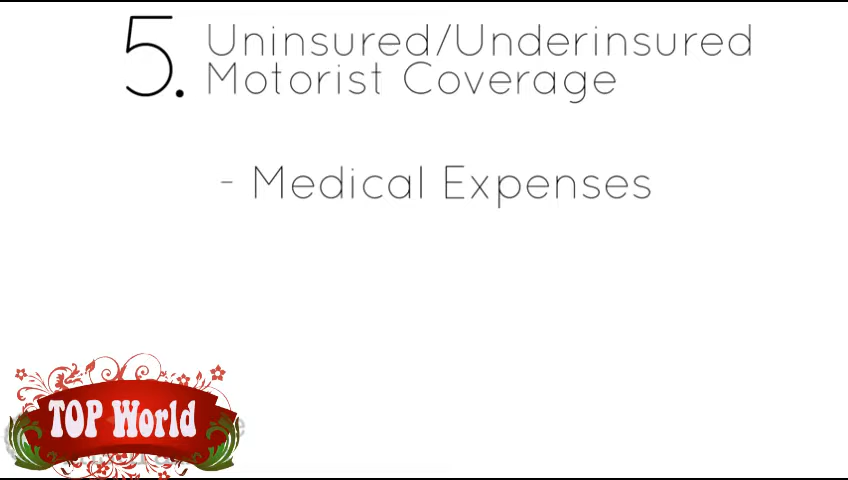 5. Uninsured/Underinsured
Motorist Coverage
- Medical Expenses
TOP World